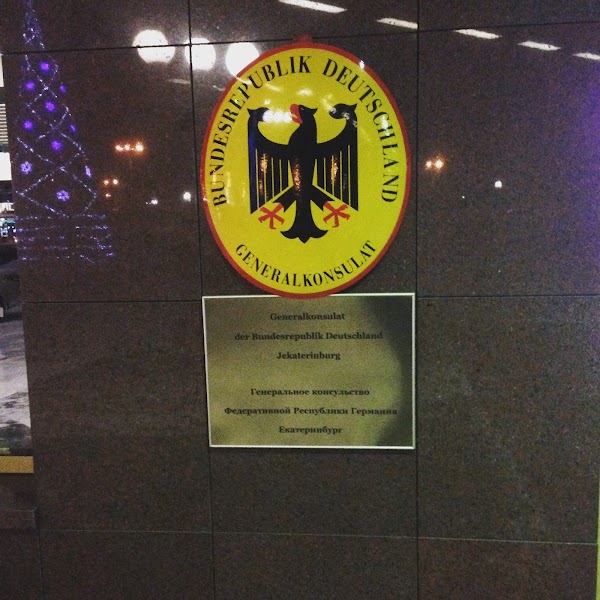 BUNDESREPUBLIK DEUTSCHLAND
GENERALKONSULAT
Generalkonsulat
der Bundesrepublik Deutschland
Jekaterinburg
Генеральное консульство
Федеративной Республики Германия
Екатеринбург